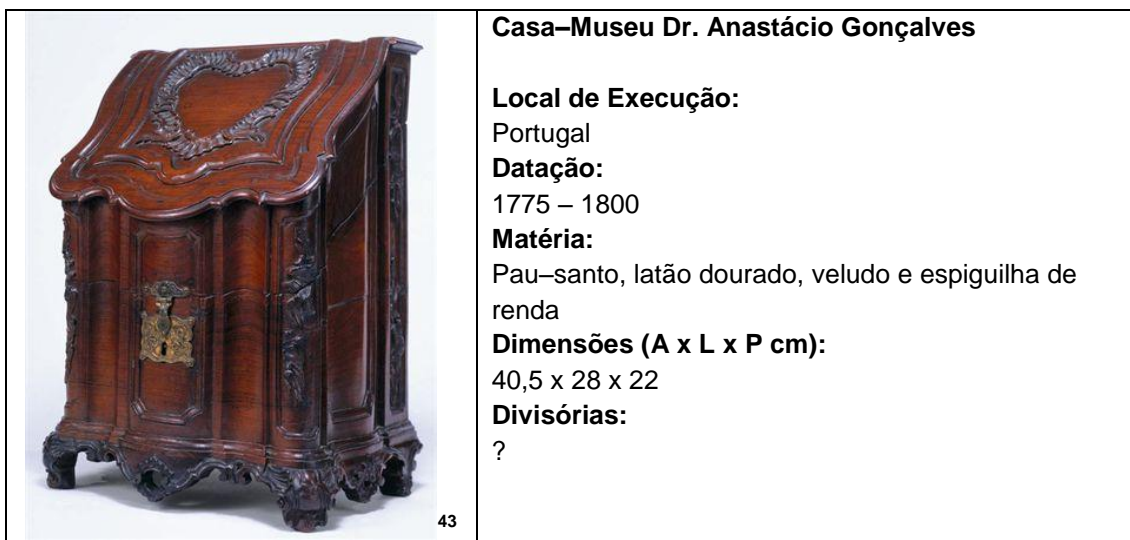 Casa–Museu Dr. Anastácio Gonçalves
Local de Execução:
Portugal
Datação:
1775 – 1800
Matéria:
Pau–santo, latão dourado, veludo e espiguilha de
renda
Dimensões (A x L x P cm):
40,5 x 28 x 22
Divisórias:
?
43